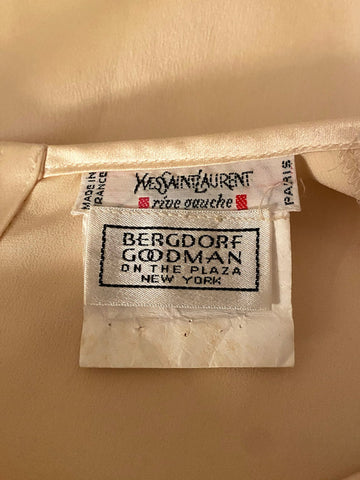 MADE IN
FRANCE
YVESSAINTLAURENT
rive gauche
PARIS
BERGDORF
GOODMAN
ON THE PLAZA
NEW YORK